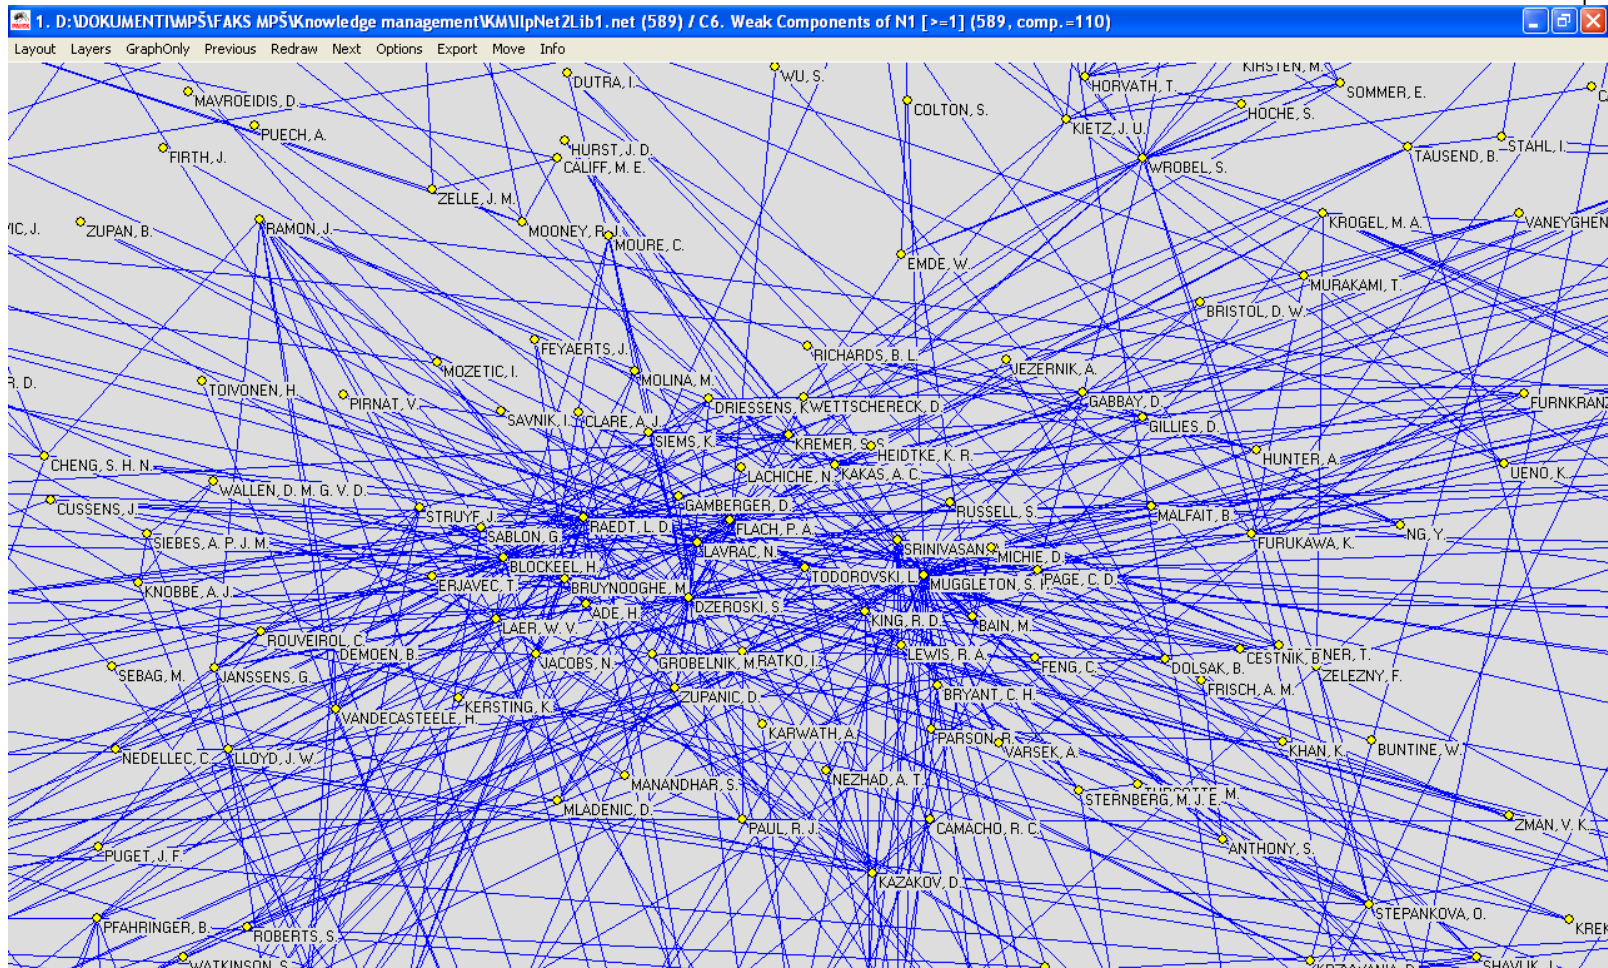 1. D:\DOKUMENTI\MPŠ\FAKS MPŠ\Knowledge management\KM\IlpNet2Lib1.net (589) / C6. Weak Components of N1 [>=1] (589, comp.=110)
Layout Layers GraphOnly Previous Redraw Next Options Export Move Info
KIRSTEN, M.
WU, S.
DUTRA, I.
HORVATH, T.
SOMMER, E.
MAVROEIDIS, D.
COLTON, S.
HOCHE, S.
KIETZ, J. U.
PUECH, A.
STAHL, I.
HURST, J. D.
FIRTH, J.
TAUSEND, B.
CALIFF, M. E.
WROBEL, S.
ZELLE, J. M.
VIC, J.
ZUPAN, B.
RAMON, J.
MOONEY, R. J.
KROGEL, M. A.
VANEYGHEN
MOURE, C.
EMDE, W.
MURAKAMI, T.
BRISTOL, D. W.
FEYAERTS, J.
RICHARDS, B. L.
MOZETIC, I.
JEZERNIK, A.
MOLINA, M.
R. D.
TOIVONEN, H.
PIRNAT, V.
DRIESSENS, K
WETTSCHERECK, D.
GABBAY, D.
FURNKRANZ
SAVNIK, I.
CLARE, A. J.
GILLIES, D.
SIEMS, K.
KREMER, S. S.
HEIDTKE, K. R.
HUNTER, A.
CHENG, S. H. N.
LACHICHE, N.
KAKAS, A. C.
UENO, K.
WALLEN, D. M. G. V. D.
CUSSENS, J.
GAMBERGER, D.
RUSSELL, S.
MALFAIT, B.
STRUYF, J.
RAEDT, L. D.
FLACH, P. A.
NG, Y.
SABLON, G.
SIEBES, A. P. J. M.
LAVRAC, N.
SRINIVASAN,
MICHIE, D.
FURUKAWA, K.
BLOCKEEL, H.
TODOROVSKI, L.
MUGGLETON, S.
PAGE, C. D.
ERJAVEC, T.
BRUYNOOGHE, M
KNOBBE, A. J.
DZEROSKI, S.
ADE, H.
KING, R. D.
BAIN, M.
LAER, W. V.
ROUVEIROL, C.
DEMOEN, B.
JACOBS, N.
GROBELNIK, M
RATKO, I.
LEWIS, R. A.
CESTNIK, B
NER, T.
SEBAG, M.
JANSSENS, G.
FENG, C.
DOLSAK, B.
ZELEZNY, F.
ZUPANIC, D.
BRYANT, C. H.
FRISCH, A. M.
KERSTING, K.
VANDECASTEELE, H.
KARWATH, A.
PARSON, R.
VARSEK, A.
KHAN, K.
BUNTINE, W.
NEDELLEC, C.
LLOYD, J. W.
MANANDHAR, S.
NEZHAD, A. T.
STERNBERG, M. J. E.
MLADENIC, D.
PAUL, R. J.
CAMACHO, R. C.
ZMAN, V. K.
ANTHONY, S.
PUGET, J. F.
KAZAKOV, D.
STEPANKOVA, O.
PFAHRINGER, B.
ROBERTS, S.
KREK
WATKINSON, S.
SHAVLIK, J.